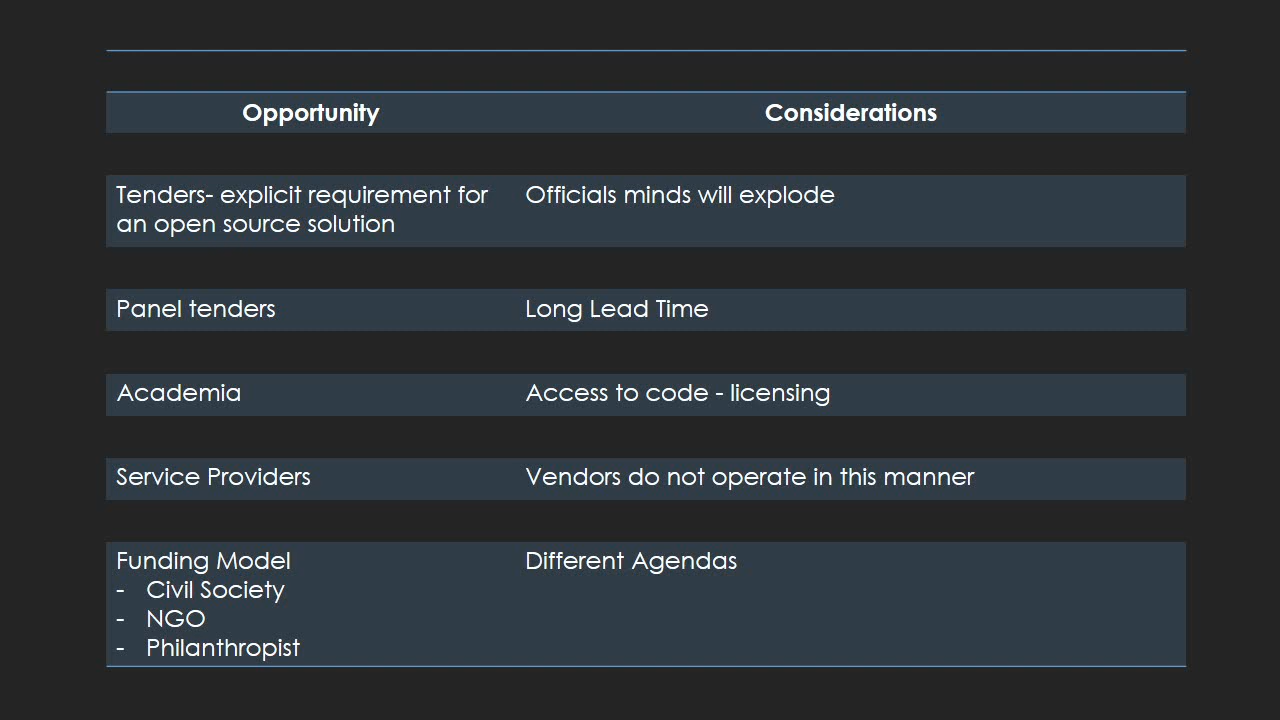 Opportunity Considerations
Tenders- explicit requirement for Officials minds will explode
an open source solution
Panel tenders Long Lead Time
Academia Access to code - licensing
Service Providers Vendors do not operate in this manner
Funding Model Different Agendas
- Civil Society
- NGO
- Philanthropist